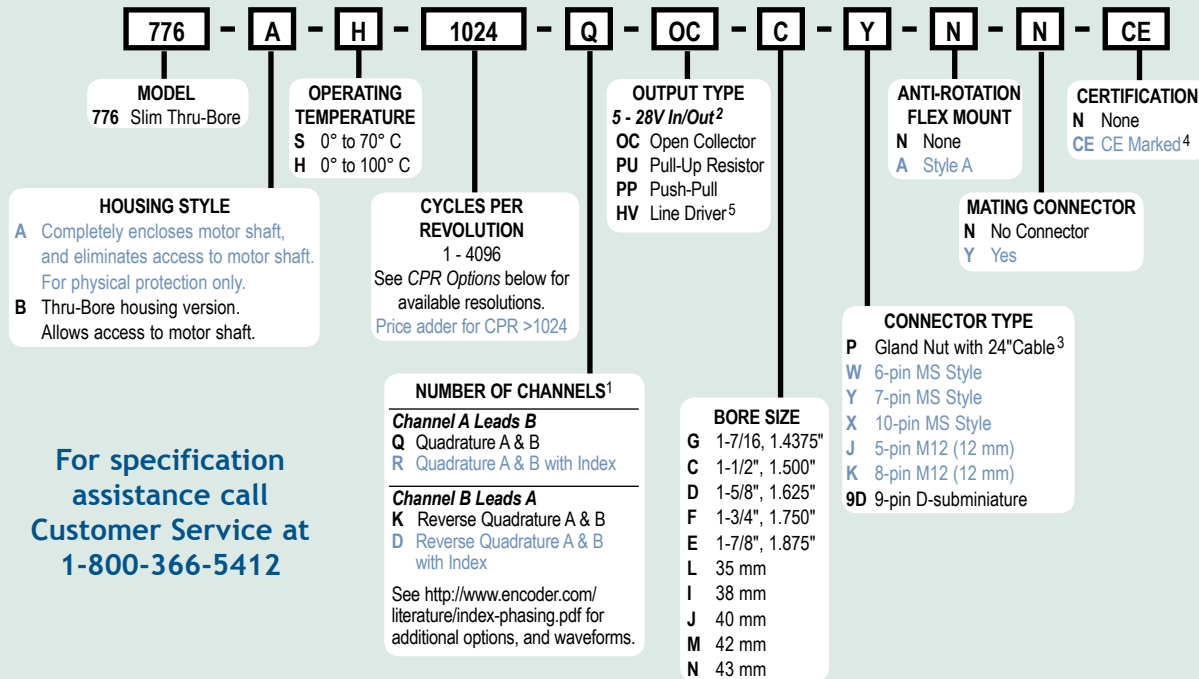 776 - A - H - 1024 - Q - OC - C - Y - N - N - CE
MODEL
776 Slim Thru-Bore
OPERATING
TEMPERATURE
S 0° to 70° C
H 0° to 100° C
OUTPUT TYPE
5 - 28V In/Out2
OC Open Collector
PU Pull-Up Resistor
PP Push-Pull
HV Line Driver5
ANTI-ROTATION
FLEX MOUNT
N None
A Style A
CERTIFICATION
N None
CE CE Marked4
HOUSING STYLE
A Completely encloses motor shaft,
and eliminates access to motor shaft.
For physical protection only.
B Thru-Bore housing version.
Allows access to motor shaft.
CYCLES PER
REVOLUTION
1 - 4096
See CPR Options below for
available resolutions.
Price adder for CPR >1024
MATING CONNECTOR
N No Connector
Y Yes
CONNECTOR TYPE
P Gland Nut with 24"Cable3
W 6-pin MS Style
Y 7-pin MS Style
X 10-pin MS Style
J 5-pin M12 (12 mm)
K 8-pin M12 (12 mm)
9D 9-pin D-subminiature
NUMBER OF CHANNELS1
Channel A Leads B
Q Quadrature A & B
R Quadrature A & B with Index
Channel B Leads A
K Reverse Quadrature A & B
D Reverse Quadrature A & B
with Index
See http://www.encoder.com/
literature/index-phasing.pdf for
additional options, and waveforms.
BORE SIZE
G 1-7/16, 1.4375"
C 1-1/2", 1.500"
D 1-5/8", 1.625"
F 1-3/4", 1.750"
E 1-7/8", 1.875"
L 35 mm
I 38 mm
J 40 mm
M 42 mm
N 43 mm
For specification
assistance call
Customer Service at
1-800-366-5412